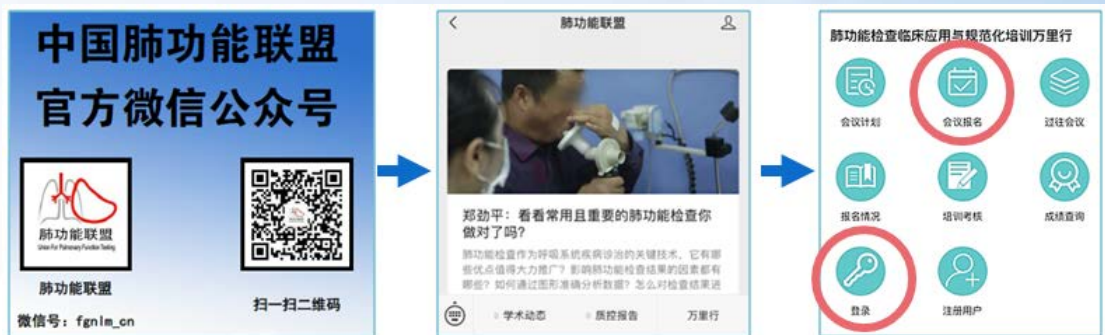 中国肺功能联盟
官方微信公众号
肺功能联盟
Union For Pulmonary Function Testing
肺功能联盟
微信号：fgnlm_cn
扫一扫二维码
肺功能联盟
郑劲平：看看常用且重要的肺功能检查你
做对了吗？
肺功能检查作为呼吸系统疾病诊治的关键技术，它有哪
些优点值得大力推广？影响肺功能检查结果的因素都有
哪些？如何通过图形准确分析数据？怎么对检查结果进
学术动态
质控报告
万里行
肺功能检查临床应用与规范化培训万里行
会议计划
会议报名
过往会议
报名情况
培训考核
成绩查询
登录
注册用户